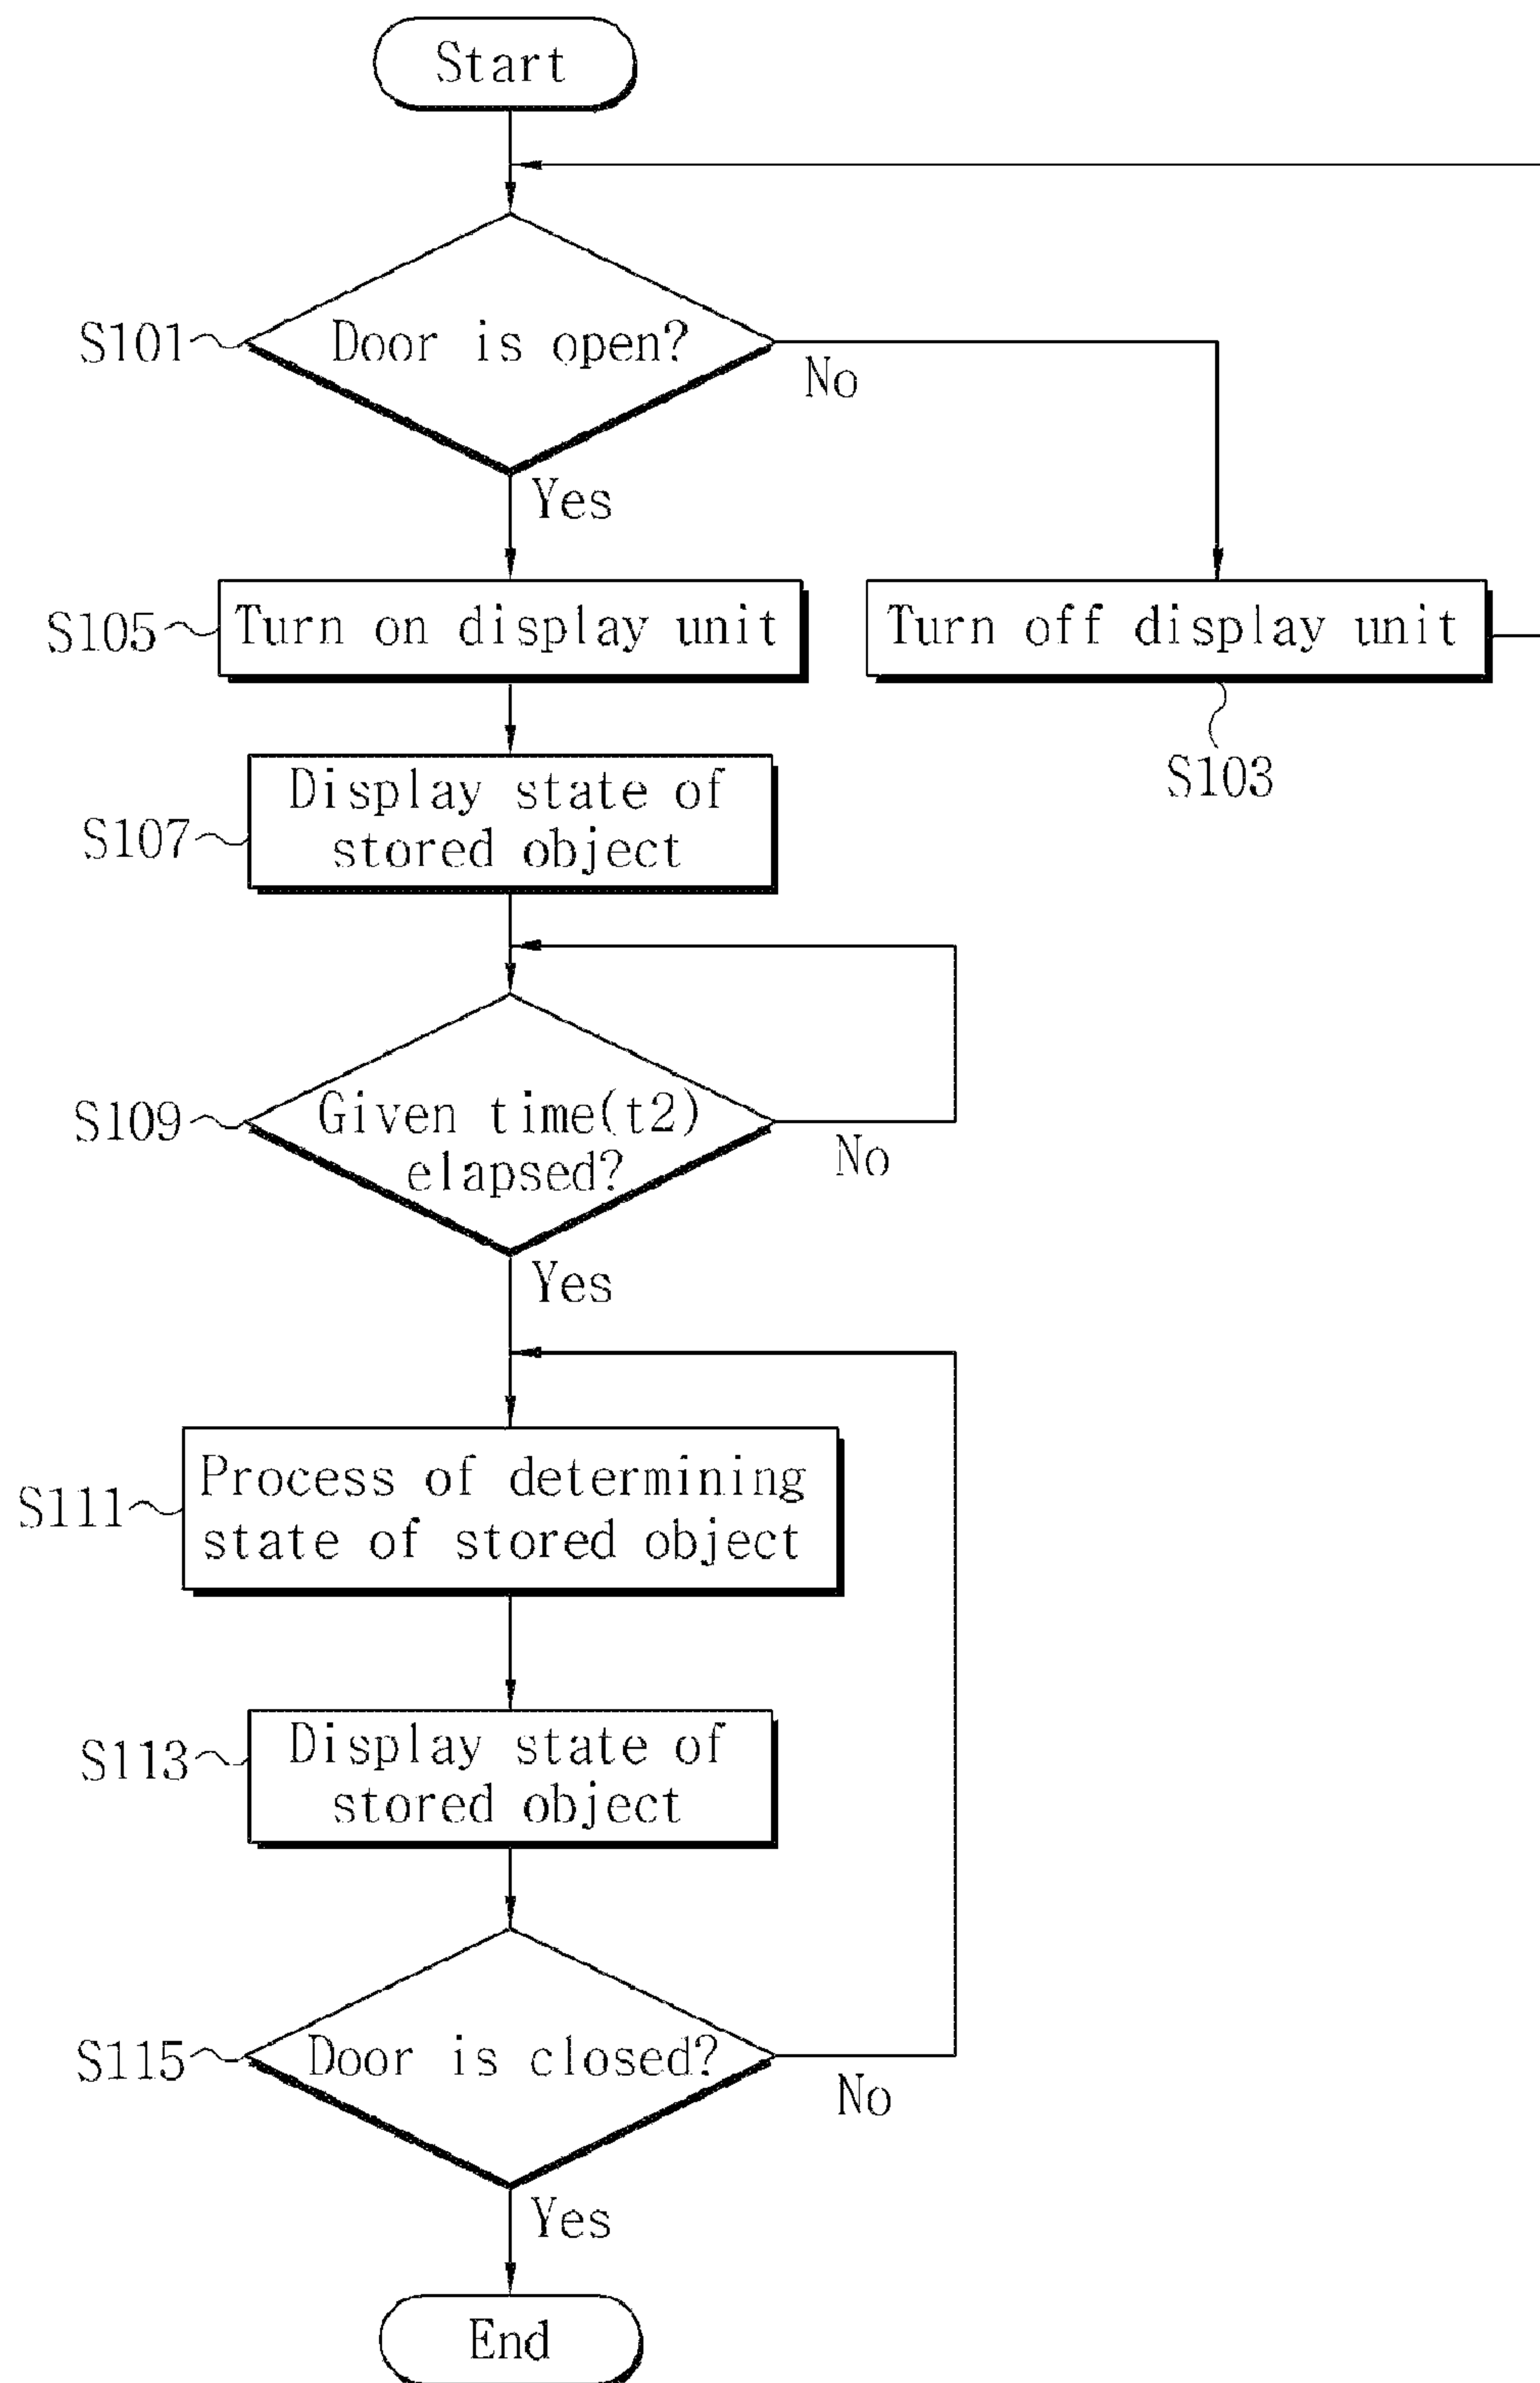 Start
S101
Door is open?
No
Yes
S105
Turn on display unit
Turn off display unit
S103
S107
Display state of
stored object
S109
Given time(t2)
elapsed?
No
Yes
S111
Process of determining
state of stored object
S113
Display state of
stored object
S115
Door is closed?
No
Yes
End